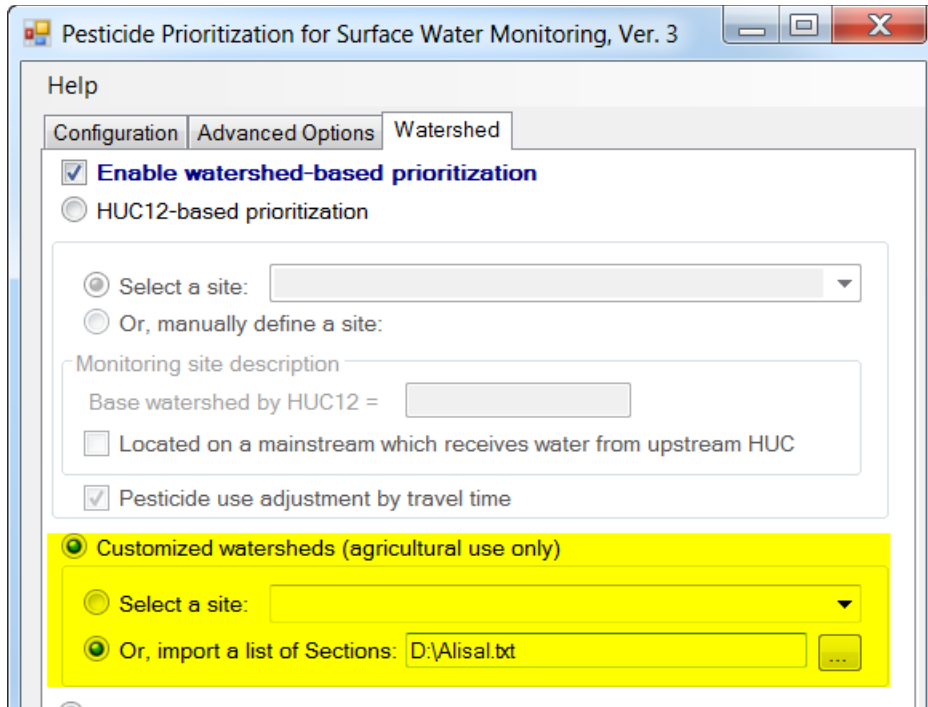 Pesticide Prioritization for Surface Water Monitoring, Ver. 3
Help
Configuration Advanced Options Watershed
Enable watershed-based prioritization
HUC12-based prioritization
Select a site:
Or, manually define a site:
Monitoring site description
Base watershed by HUC12 =
Located on a mainstream which receives water from upstream HUC
Pesticide use adjustment by travel time
Customized watersheds (agricultural use only)
Select a site:
Or, import a list of Sections: D:\Alisal.txt ...